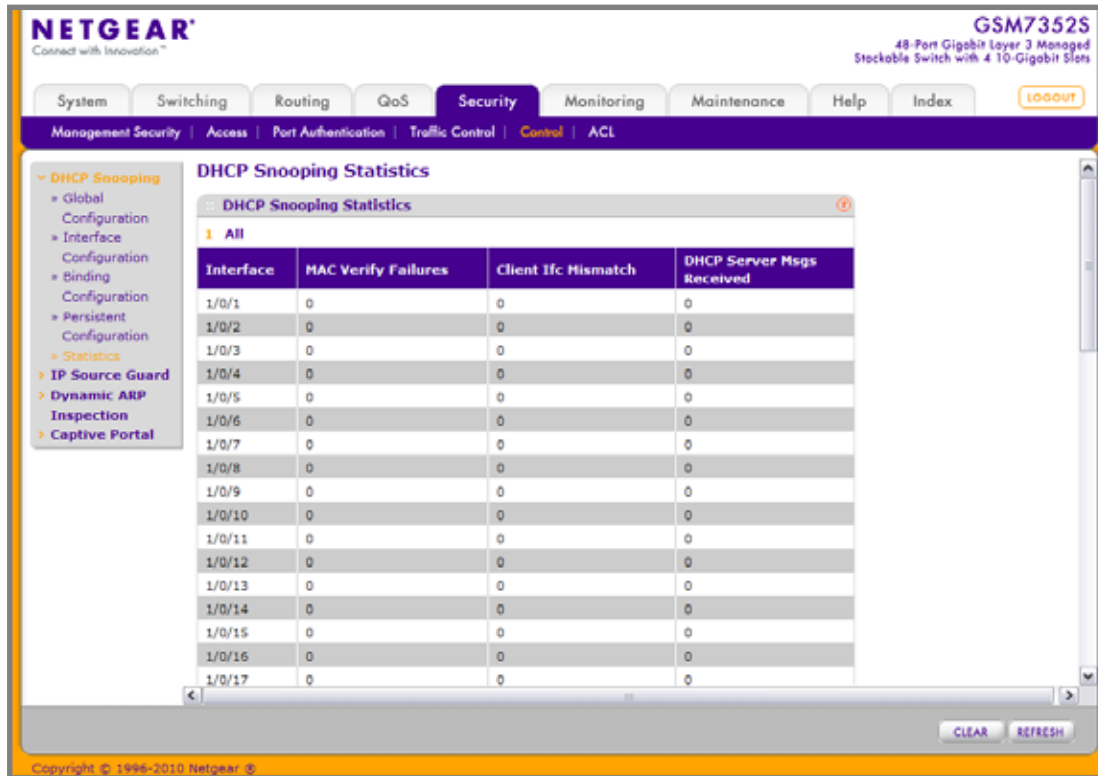 NETGEAR®
Connect with Innovation™
GSM7352S
48-Port Gigabit Layer 3 Managed
Stackable Switch with 4 10-Gigabit Slots
System Switching Routing QoS Security Monitoring Maintenance Help Index LOGOUT
Management Security | Access | Port Authentication | Traffic Control | Control | ACL
DHCP Snooping
» Global
Configuration
» Interface
Configuration
» Binding
Configuration
» Persistent
Configuration
» Statistics
IP Source Guard
Dynamic ARP
Inspection
Captive Portal
DHCP Snooping Statistics
DHCP Snooping Statistics
1 All
Interface MAC Verify Failures Client Ifc Mismatch DHCP Server Msgs
Received
1/0/1 0 0 0
1/0/2 0 0 0
1/0/3 0 0 0
1/0/4 0 0 0
1/0/5 0 0 0
1/0/6 0 0 0
1/0/7 0 0 0
1/0/8 0 0 0
1/0/9 0 0 0
1/0/10 0 0 0
1/0/11 0 0 0
1/0/12 0 0 0
1/0/13 0 0 0
1/0/14 0 0 0
1/0/15 0 0 0
1/0/16 0 0 0
1/0/17 0 0 0
CLEAR REFRESH
Copyright © 1996-2010 Netgear ®